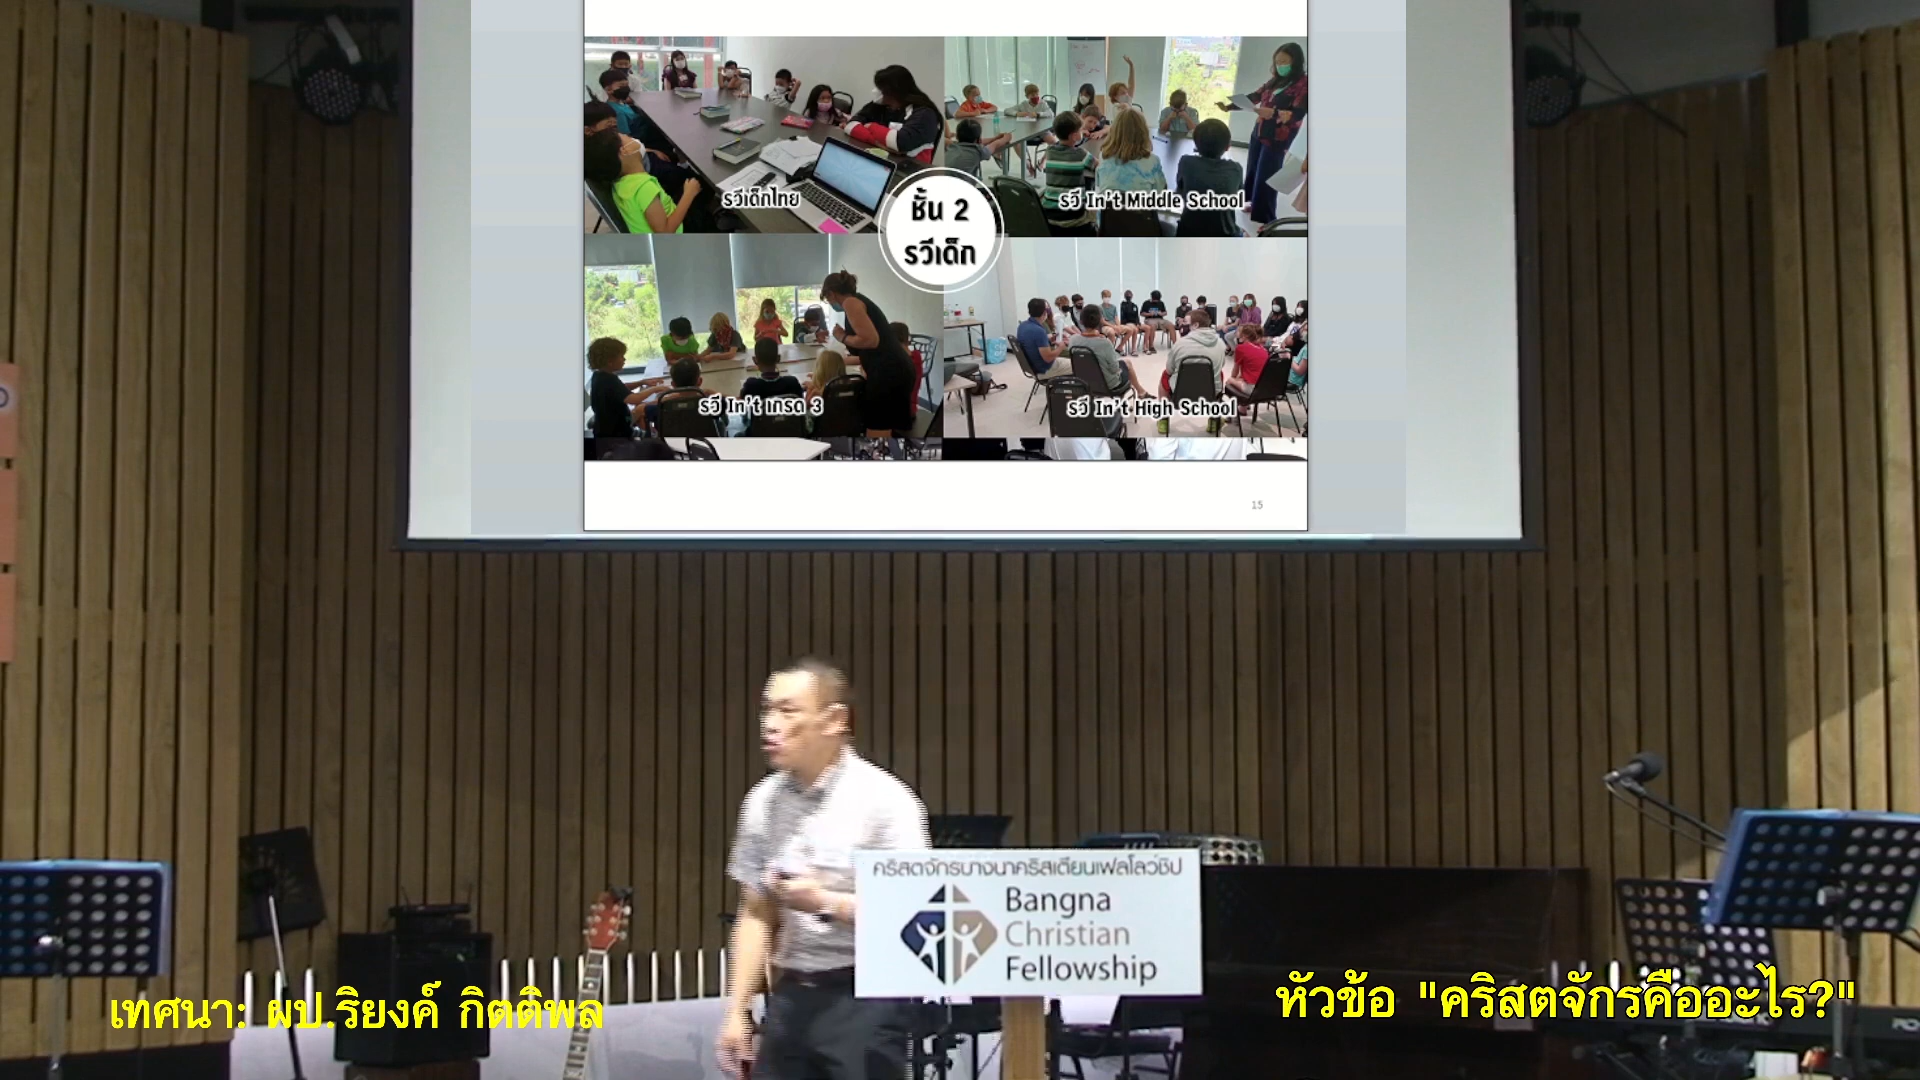 รวีเด็กไทย
รวี In't Middle School
ชั้น 2
รวีเด็ก
รวี In't เกรด 3
รวี In't High School
15
คริสตจักรบางนาคริสเตียนเฟลโลว์ชิป
Bangna
Christian
Fellowship
เทศนา: ผป.ริยงค์ กิตติพล
หัวข้อ "คริสตจักรคืออะไร?"